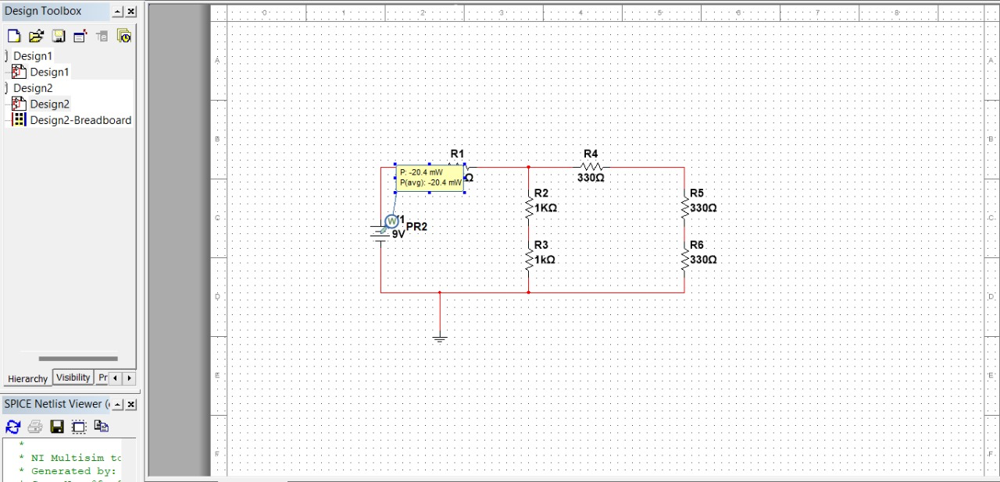 Design Toolbox
Design1
Design1
Design2
Design2
Design2-Breadboard
Hierarchy Visibility Pr
SPICE Netlist Viewer (
*
* NI Multisim to
* Generated by:
0 1 2 3 4 5 6 7 8
A A
B B
C C
D D
E E
F F
R1
Ω
P: -20.4 mW
P(avg): -20.4 mW
W
1
9V
PR2
R4
330Ω
R2
1KΩ
R3
1kΩ
R5
330Ω
R6
330Ω